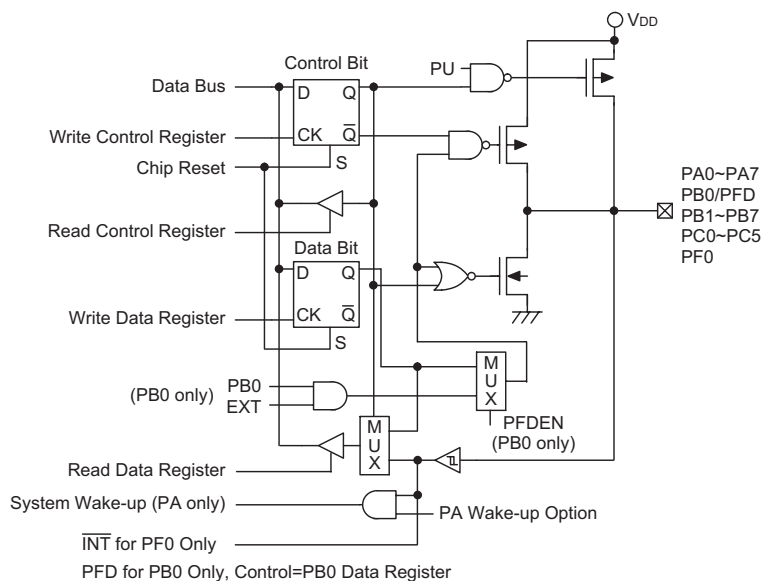 VDD
Control Bit
PU
Data Bus
D Q
Write Control Register
CK Q
Chip Reset
S
PA0~PA7
PB0/PFD
PB1~PB7
PC0~PC5
PF0
Read Control Register
Data Bit
D Q
CK Q
Write Data Register
S
MUX
(PB0 only)
PB0
EXT
PFDEN
(PB0 only)
MUX
Read Data Register
System Wake-up (PA only)
PA Wake-up Option
INT for PF0 Only
PFD for PB0 Only, Control=PB0 Data Register